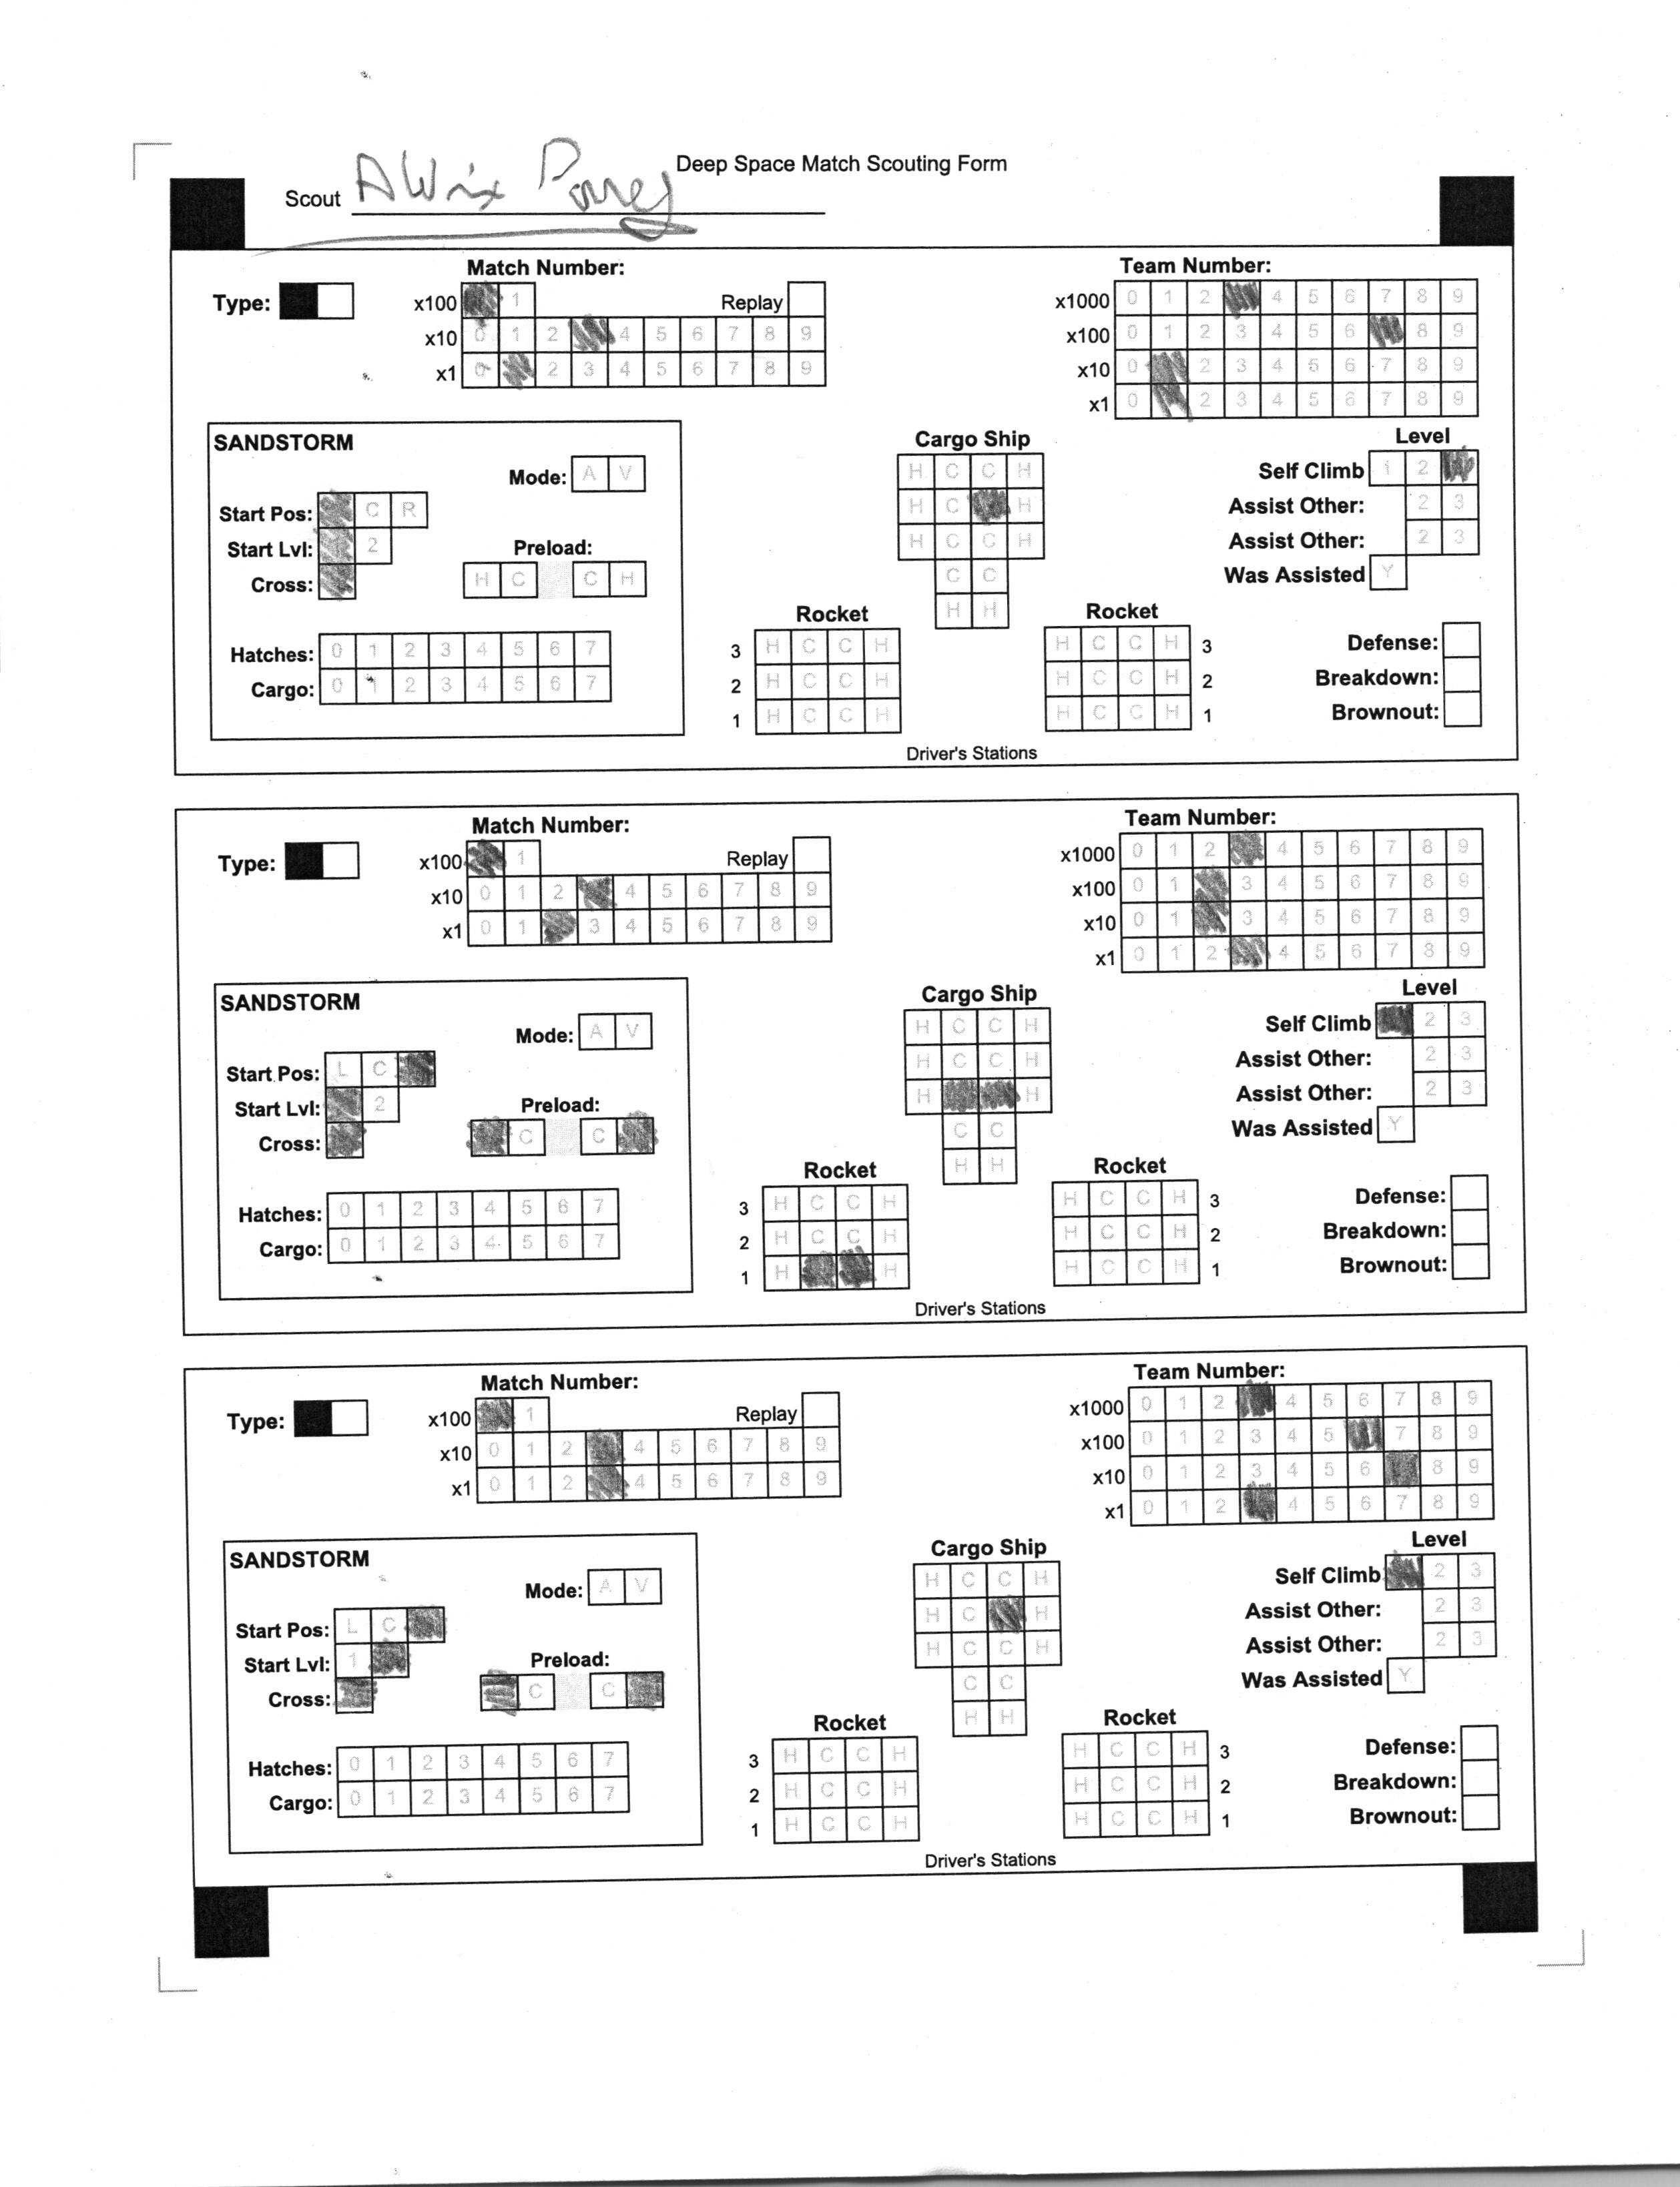 Deep Space Match Scouting Form
Scout
Match Number:
Team Number:
Type:
x100 1 Replay
x1000 0 1 2 4 5 6 7 8 9
x10 0 1 2 4 5 6 7 8 9
x100 0 1 2 3 4 5 6 8 9
x1 0 2 3 4 5 6 7 8 9
x10 0 2 3 4 5 6 7 8 9
x1 0 2 3 4 5 6 7 8 9
SANDSTORM
Mode: A V
Start Pos: C R
Start Lvl: 1 2
Cross:
Preload:
H C C H
Hatches: 0 1 2 3 4 5 6 7
Cargo: 0 1 2 3 4 5 6 7
Cargo Ship
H C C H
H C H
H C C H
C C
H H
Level
Self Climb 1 2
Assist Other: 2 3
Assist Other: 2 3
Was Assisted Y
Rocket
3 H C C H
2 H C C H
1 H C C H
Rocket
H C C H 3
H C C H 2
H C C H 1
Defense:
Breakdown:
Brownout:
Driver's Stations
Match Number:
Team Number:
Type:
x100 1 Replay
x1000 0 1 2 4 5 6 7 8 9
x10 0 1 2 4 5 6 7 8 9
x100 0 1 3 4 5 6 7 8 9
x1 0 1 3 4 5 6 7 8 9
x10 0 1 3 4 5 6 7 8 9
x1 0 1 2 4 5 6 7 8 9
SANDSTORM
Mode: A V
Start Pos: L C
Start Lvl: 2
Cross:
Preload:
C C
Hatches: 0 1 2 3 4 5 6 7
Cargo: 0 1 2 3 4 5 6 7
Cargo Ship
H C C H
H C C H
H H
C C
H H
Level
Self Climb 2 3
Assist Other: 2 3
Assist Other: 2 3
Was Assisted Y
Rocket
3 H C C H
2 H C C H
1 H H
Rocket
H C C H 3
H C C H 2
H C C H 1
Defense:
Breakdown:
Brownout:
Driver's Stations
Match Number:
Team Number:
Type:
x100 1 Replay
x1000 0 1 2 4 5 6 7 8 9
x10 0 1 2 4 5 6 7 8 9
x100 0 1 2 3 4 5 7 8 9
x1 0 1 2 4 5 6 7 8 9
x10 0 1 2 3 4 5 6 8 9
x1 0 1 2 4 5 6 7 8 9
SANDSTORM
Mode: A V
Start Pos: L C
Start Lvl: 1
Cross:
Preload:
C C
Hatches: 0 1 2 3 4 5 6 7
Cargo: 0 1 2 3 4 5 6 7
Cargo Ship
H C C H
H C H
H C C H
C C
H H
Level
Self Climb 2 3
Assist Other: 2 3
Assist Other: 2 3
Was Assisted Y
Rocket
3 H C C H
2 H C C H
1 H C C H
Rocket
H C C H 3
H C C H 2
H C C H 1
Defense:
Breakdown:
Brownout:
Driver's Stations